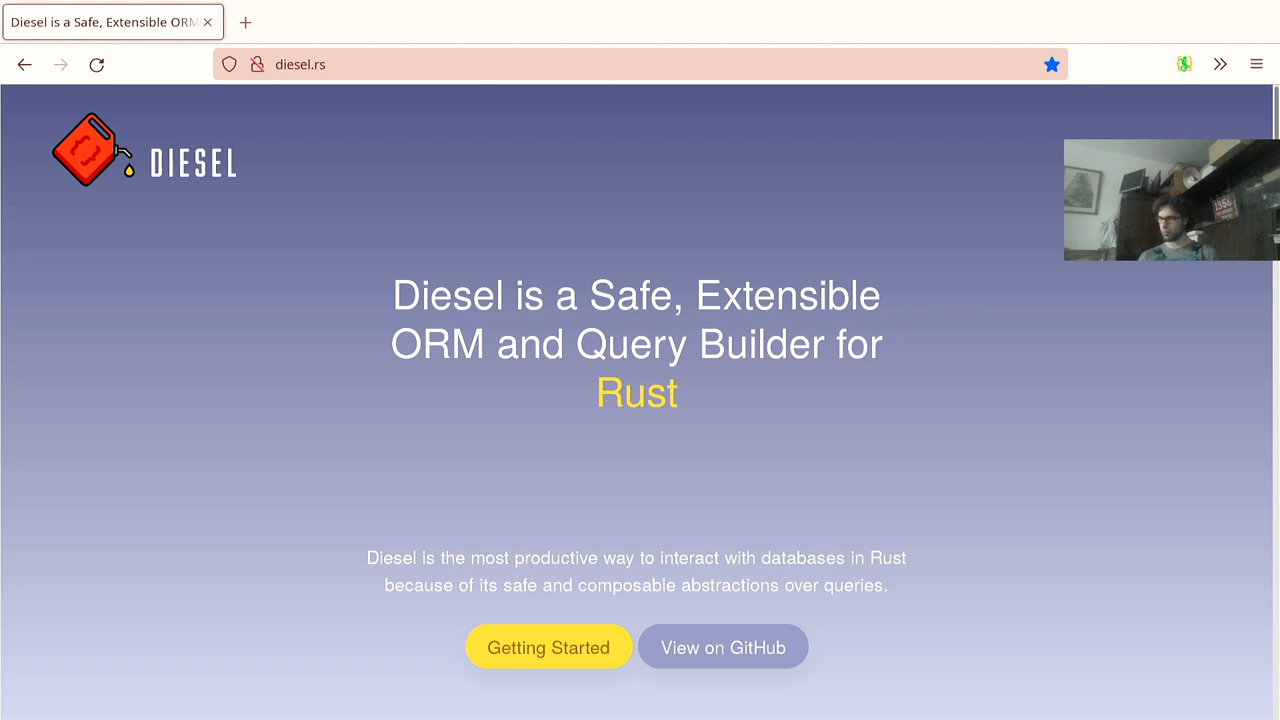 Diesel is a Safe, Extensible ORM
diesel.rs
DIESEL
1956
Diesel is a Safe, Extensible
ORM and Query Builder for
Rust
Diesel is the most productive way to interact with databases in Rust
because of its safe and composable abstractions over queries.
Getting Started
View on GitHub